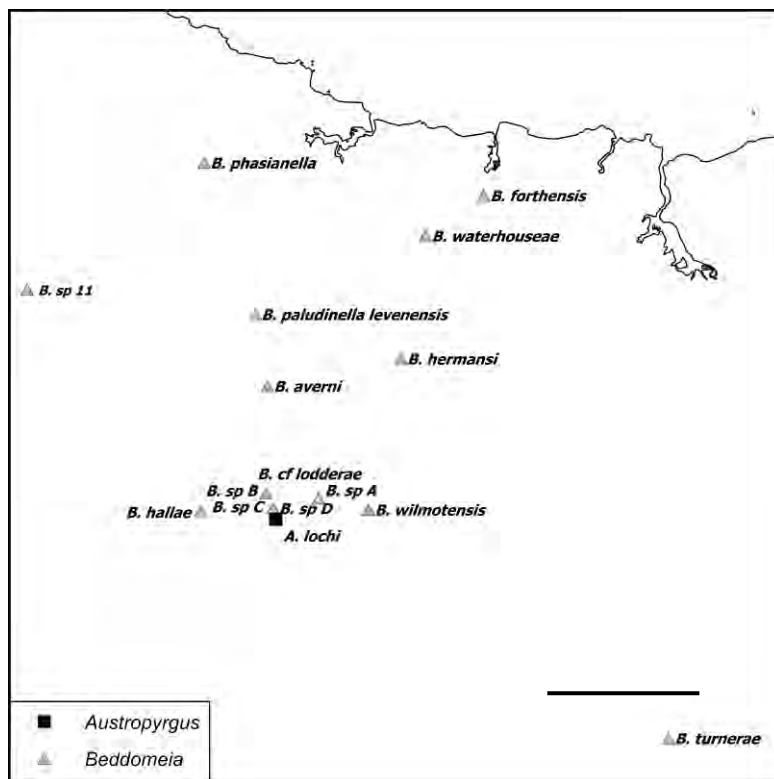 B. phasianella
B. forthensis
B. waterhouseae
B. sp 11
B. paludinella levenensis
B. hermansi
B. averni
B. cf lodderae
B. sp B
B. sp A
B. hallae
B. sp C
B. sp D
B. wilmotensis
A. lochi
Austropyrgus
Beddomeia
B. turnerae